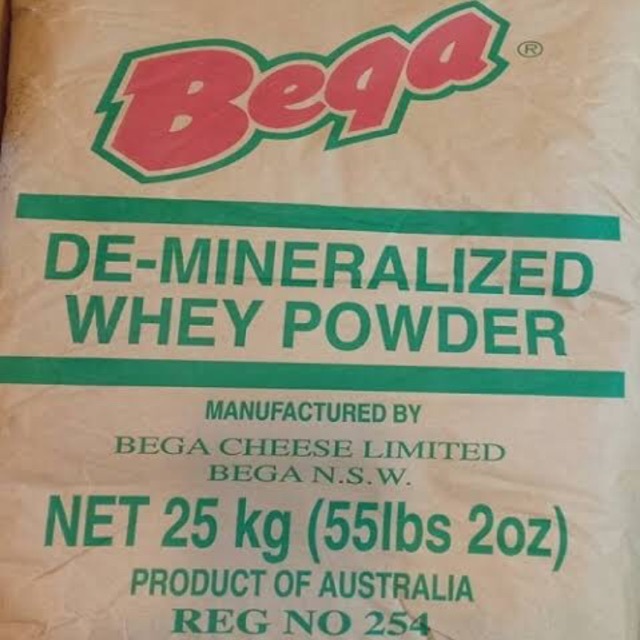 Bega ®
DE-MINERALIZED
WHEY POWDER
MANUFACTURED BY
BEGA CHEESE LIMITED
BEGA N.S.W.
NET 25 kg (55lbs 2oz)
PRODUCT OF AUSTRALIA
REG NO 254